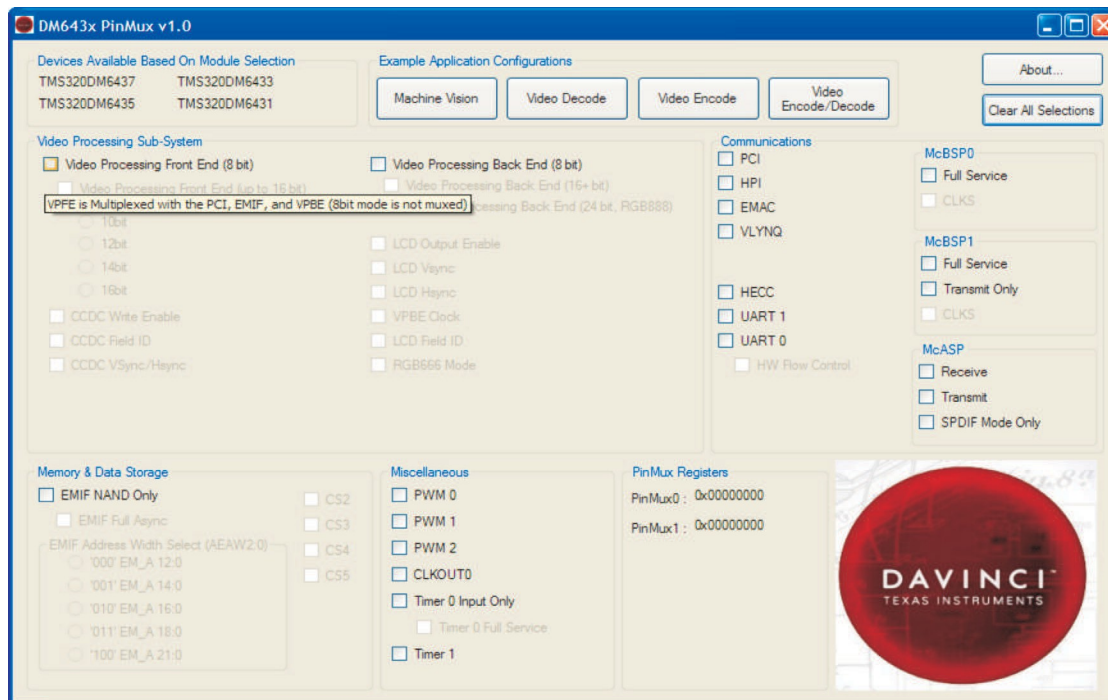 DM643x PinMux v1.0
Devices Available Based On Module Selection
TMS320DM6437 TMS320DM6433
TMS320DM6435 TMS320DM6431
Example Application Configurations
Machine Vision
Video Decode
Video Encode
Video
Encode/Decode
About...
Clear All Selections
Video Processing Sub-System
Video Processing Front End (8 bit)
Video Processing Front End (up to 16 bit)
VPFE is Multiplexed with the PCI, EMIF, and VPBE (8bit mode is not muxed)
10bit
12bit
14bit
16bit
CCDC Write Enable
CCDC Field ID
CCDC VSync/Hsync
Video Processing Back End (8 bit)
Video Processing Back End (16+ bit)
Back End (24 bit, RGB888)
LCD Output Enable
LCD Vsync
LCD Hsync
VPBE Clock
LCD Field ID
RGB666 Mode
Communications
PCI
HPI
EMAC
VLYNQ
HECC
UART 1
UART 0
HW Flow Control
McBSP0
Full Service
CLKS
McBSP1
Full Service
Transmit Only
CLKS
McASP
Receive
Transmit
SPDIF Mode Only
Memory & Data Storage
EMIF NAND Only
EMIF Full Async
EMIF Address Width Select (AEAW2:0)
'000' EM_A 12:0
'001' EM_A 14:0
'010' EM_A 16:0
'011' EM_A 18:0
'100' EM_A 21:0
CS2
CS3
CS4
CS5
Miscellaneous
PWM 0
PWM 1
PWM 2
CLKOUT0
Timer 0 Input Only
Timer 0 Full Service
Timer 1
PinMux Registers
PinMux0 : 0x00000000
PinMux1 : 0x00000000
DAVINCI™
TEXAS INSTRUMENTS